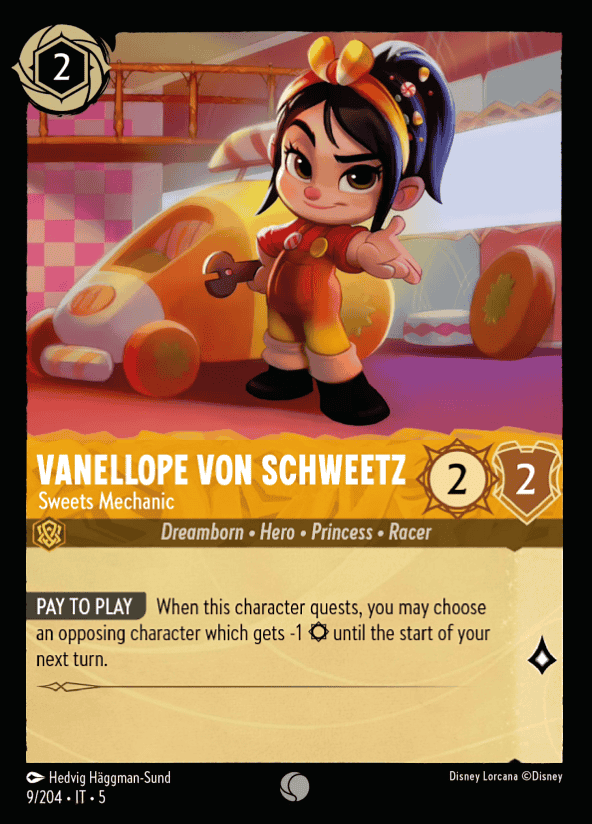 2
VANELLOPE VON SCHWEETZ
Sweets Mechanic
2
2
Dreamborn • Hero • Princess • Racer
PAY TO PLAY When this character quests, you may choose
an opposing character which gets -1 until the start of your
next turn.
Hedvig Häggman-Sund
Disney Lorcana ©Disney
9/204 • IT • 5